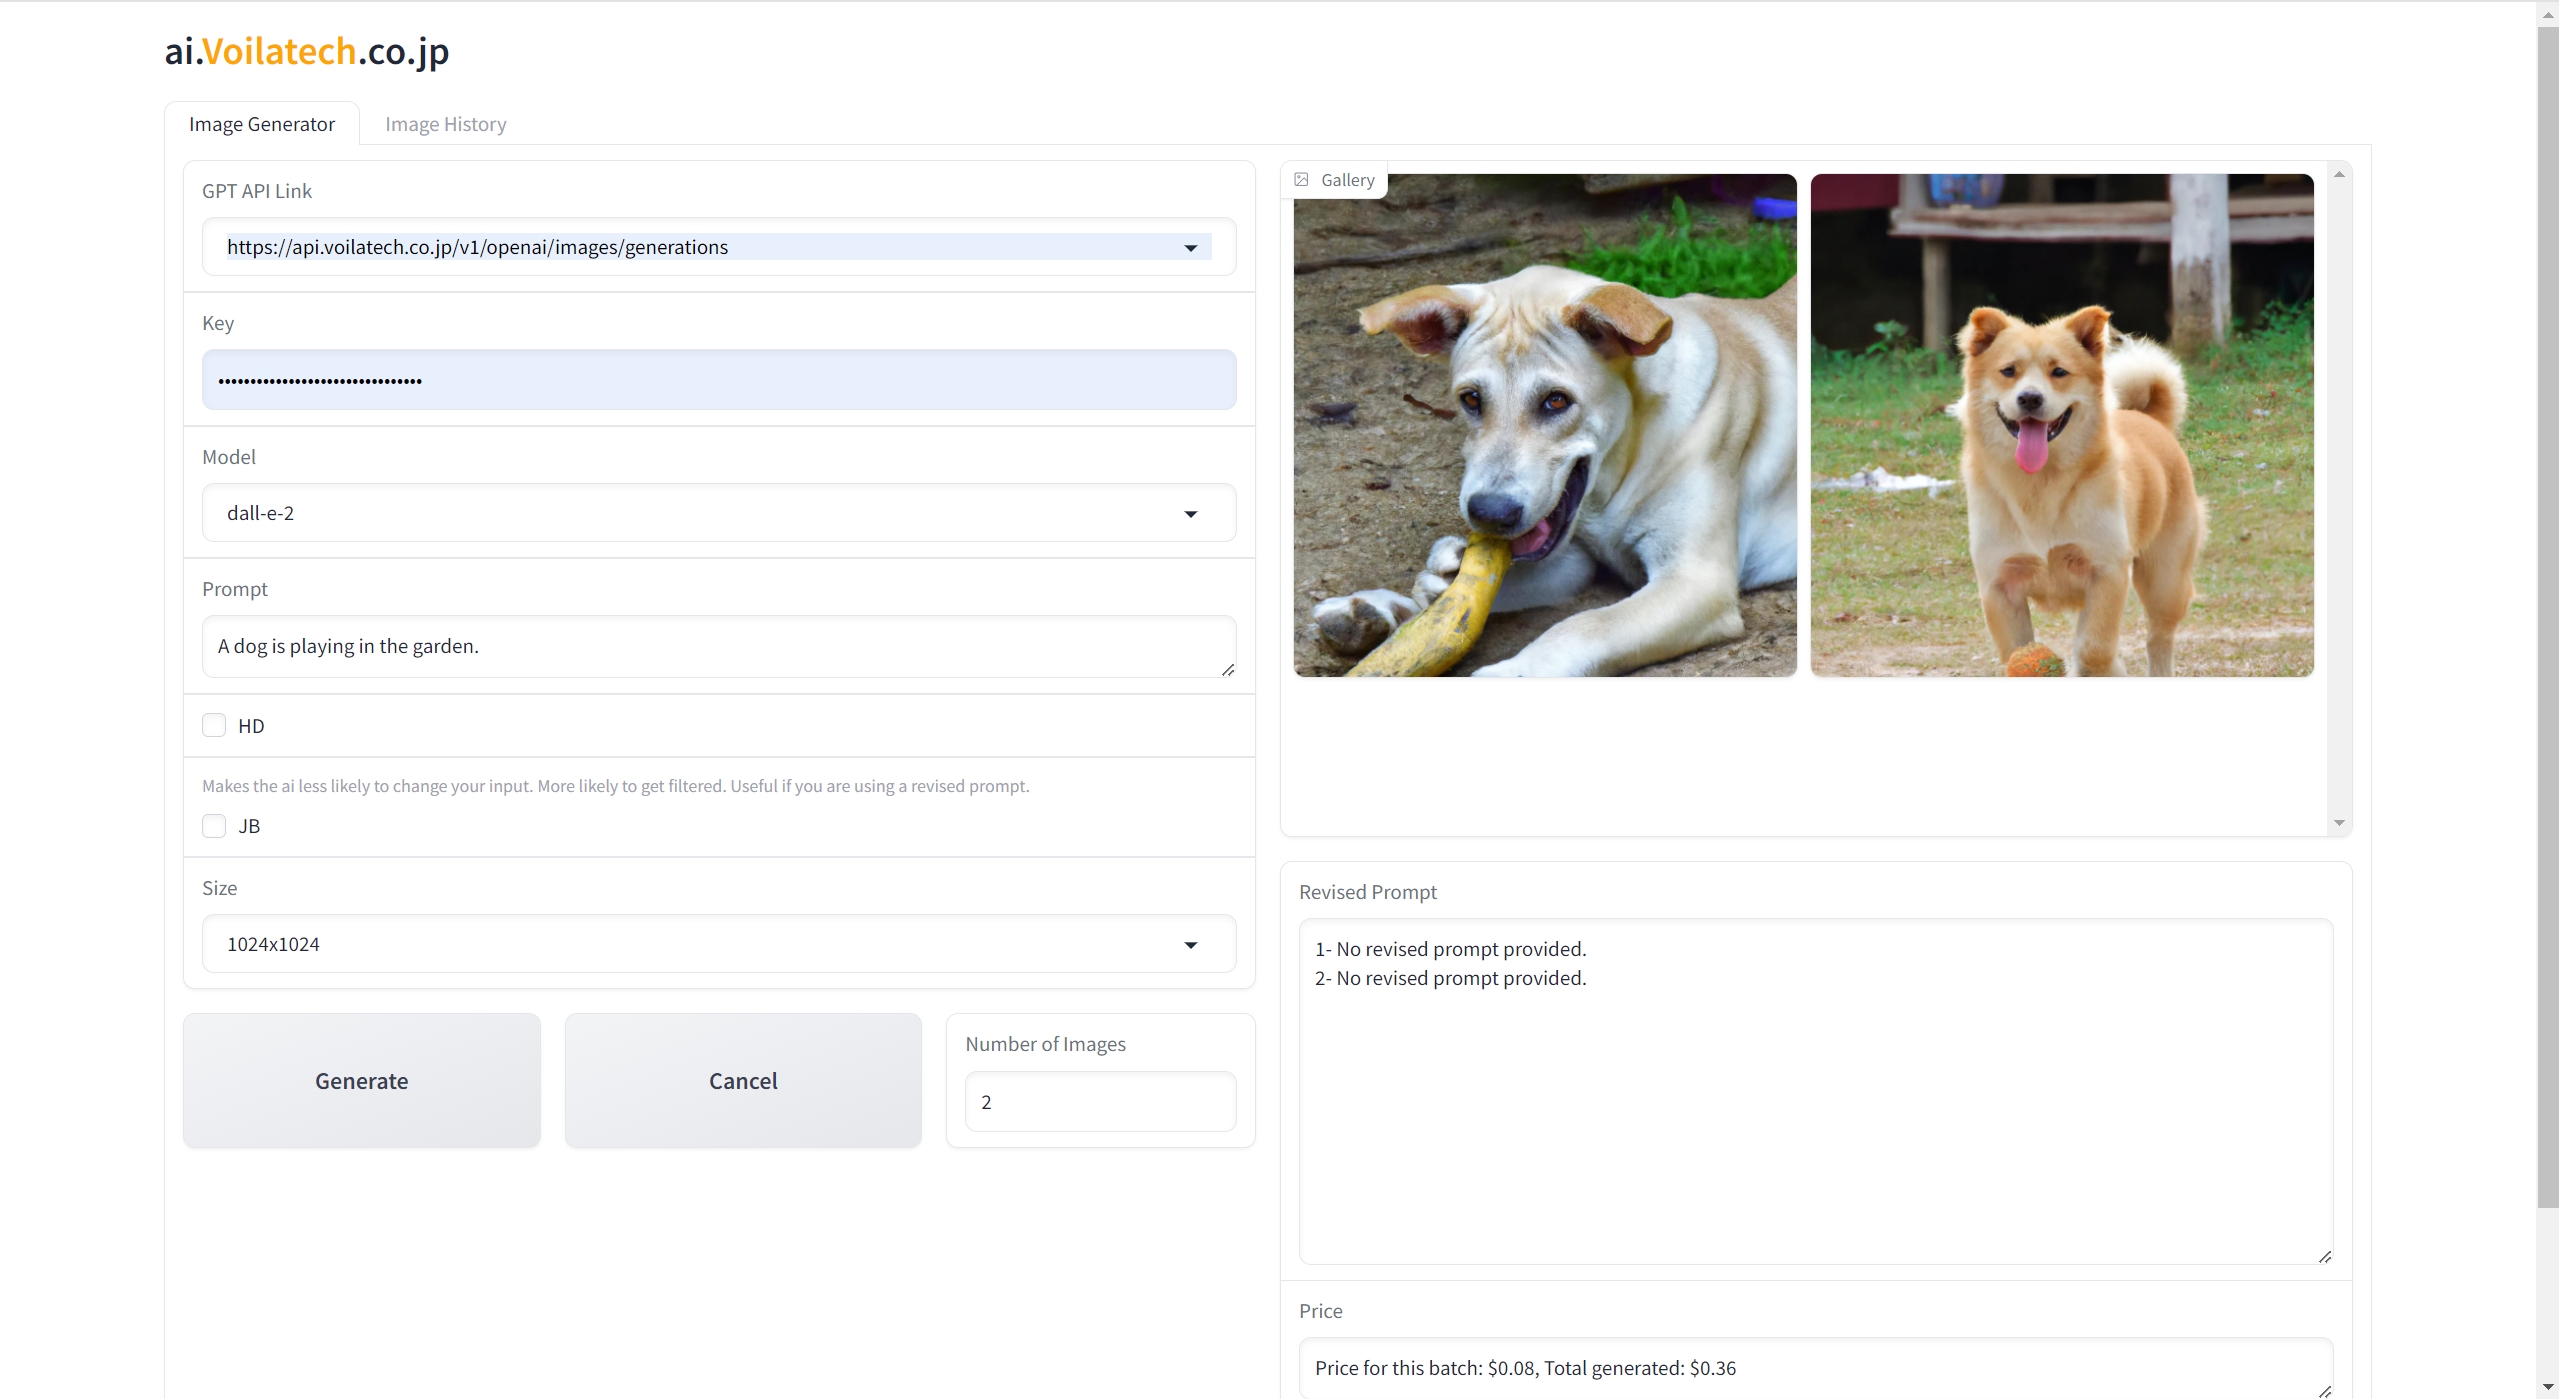 ai.Voilatech.co.jp
Image Generator
Image History
GPT API Link
https://api.voilatech.co.jp/v1/openai/images/generations
Key
••••••••••••••••••••••••••••••••
Model
dall-e-2
Prompt
A dog is playing in the garden.
HD
Makes the ai less likely to change your input. More likely to get filtered. Useful if you are using a revised prompt.
JB
Size
1024x1024
Generate
Cancel
Number of Images
2
Gallery
Revised Prompt
1- No revised prompt provided.
2- No revised prompt provided.
Price
Price for this batch: $0.08, Total generated: $0.36